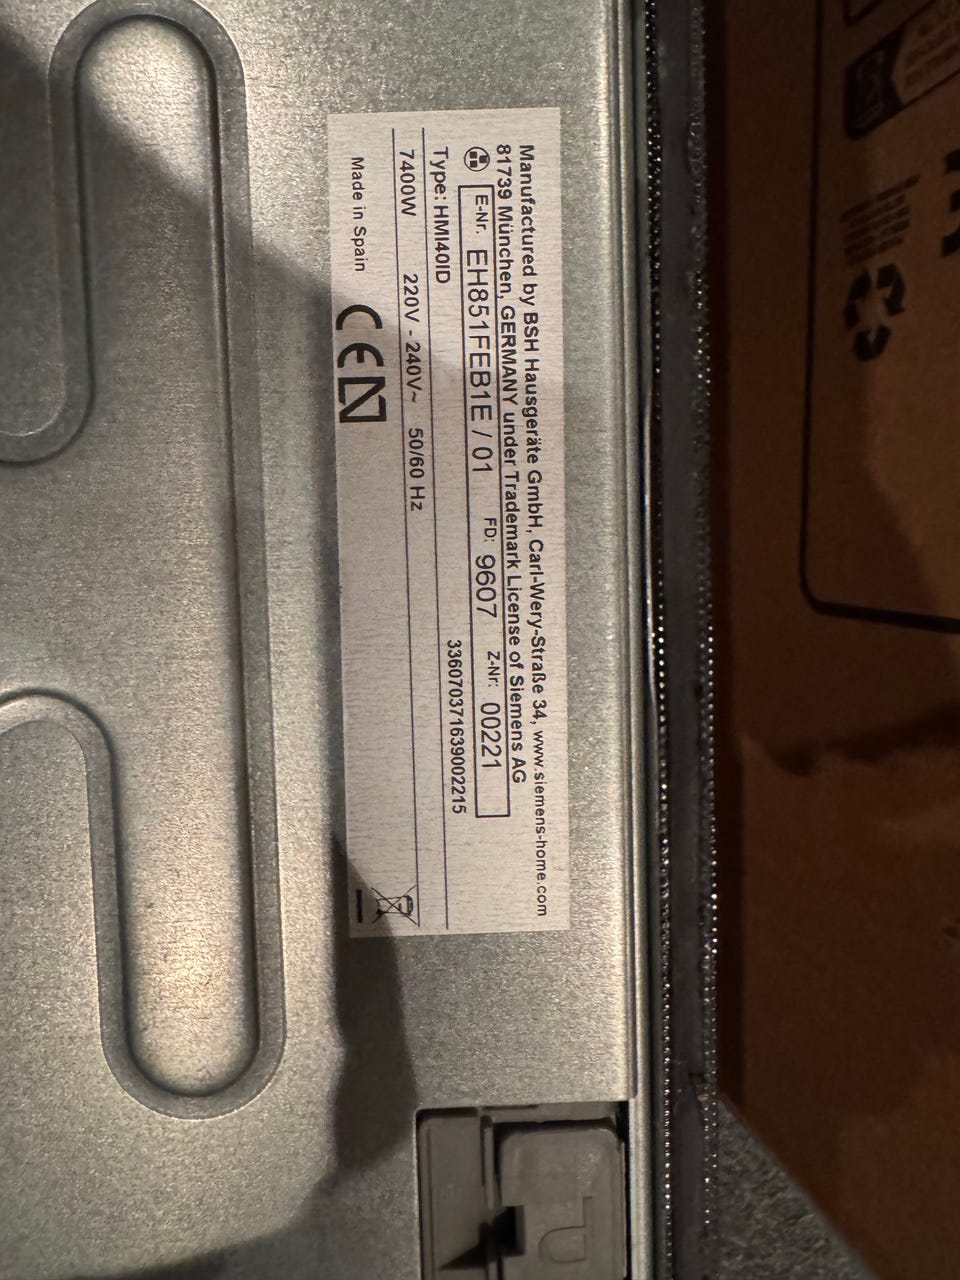 Manufactured by BSH Hausgeräte GmbH, Carl-Wery-Straße 34, www.siemens-home.com
81739 München, GERMANY under Trademark License of Siemens AG
E-Nr. EH851FEB1E / 01 FD: 9607 Z-Nr: 00221
Type: HMI40ID 336070371639002215
7400W 220V - 240V~ 50/60 Hz
Made in Spain CE